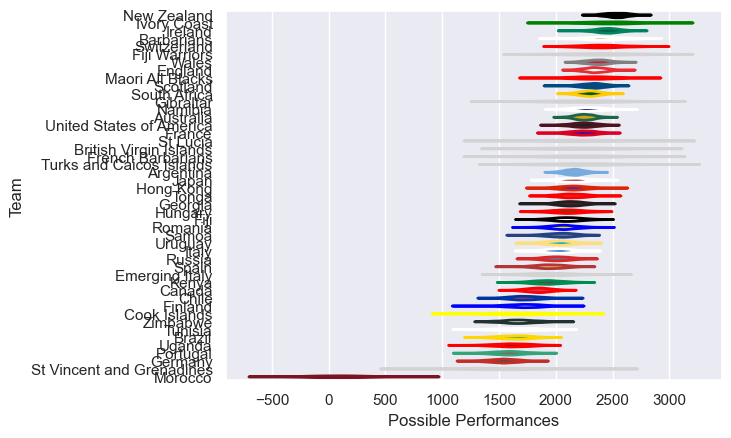 New Zealand
Ivory Coast
Ireland
Barbarians
Switzerland
Fiji Warriors
Wales
England
Maori All Blacks
Scotland
South Africa
Gibraltar
Namibia
Australia
United States of America
France
St Lucia
British Virgin Islands
French Barbarians
Turks and Caicos Islands
Argentina
Japan
Hong Kong
Tonga
Georgia
Hungary
Fiji
Romania
Samoa
Uruguay
Italy
Russia
Spain
Emerging Italy
Kenya
Canada
Chile
Finland
Cook Islands
Zimbabwe
Tunisia
Brazil
Uganda
Portugal
Germany
St Vincent and Grenadines
Morocco
Team
−500 0 500 1000 1500 2000 2500 3000
Possible Performances